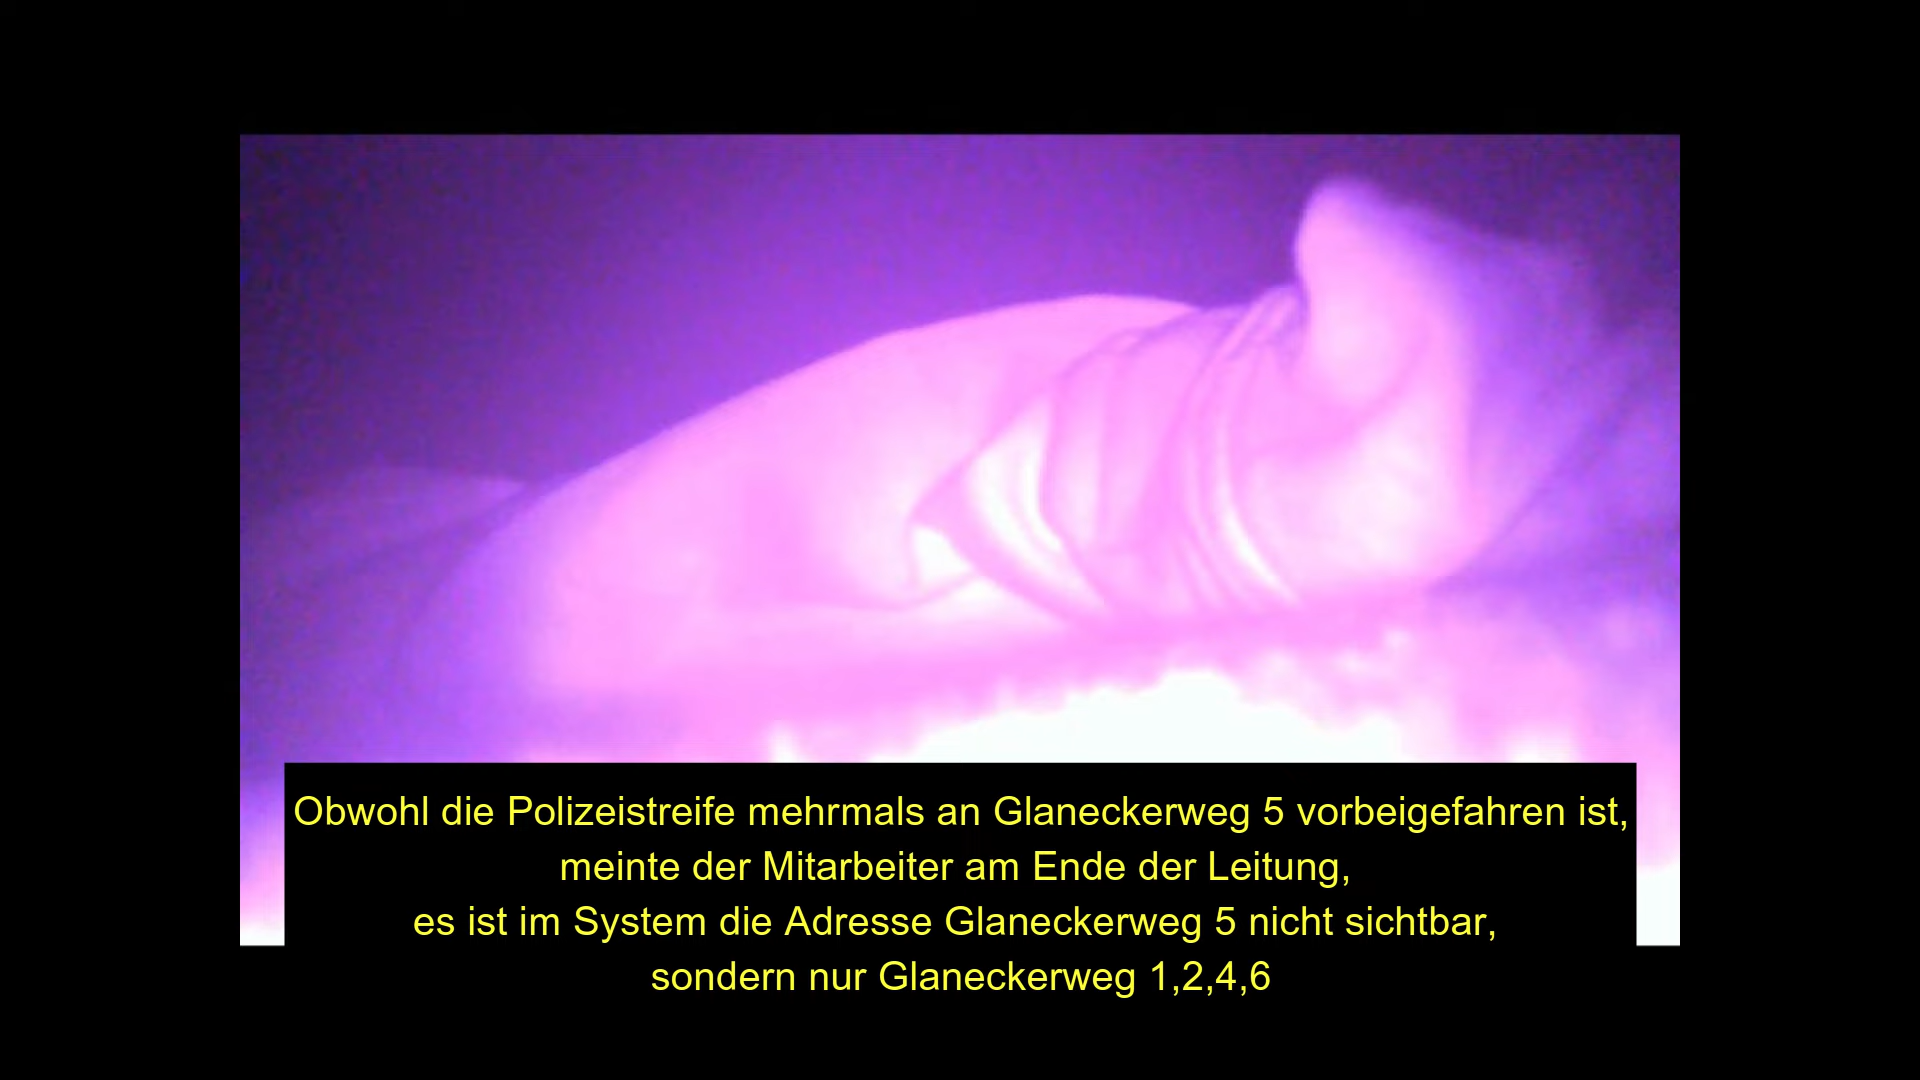 Obwohl die Polizeistreife mehrmals an Glaneckerweg 5 vorbeigefahren ist,
meinte der Mitarbeiter am Ende der Leitung,
es ist im System die Adresse Glaneckerweg 5 nicht sichtbar,
sondern nur Glaneckerweg 1,2,4,6